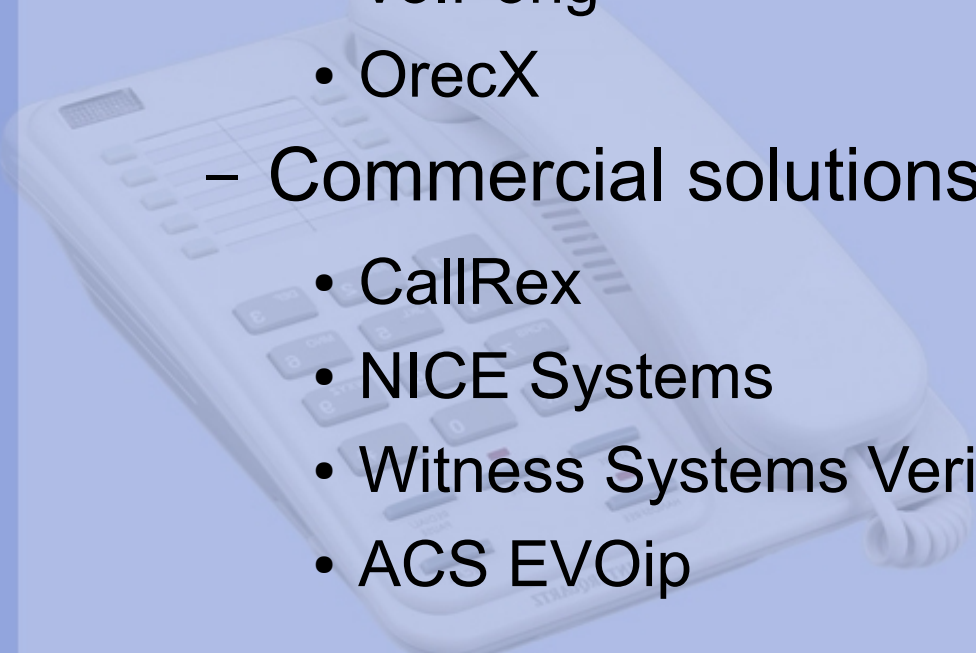 • OrecX
– Commercial solutions
• CallRex
• NICE Systems
• Witness Systems Veri
• ACS EVOip